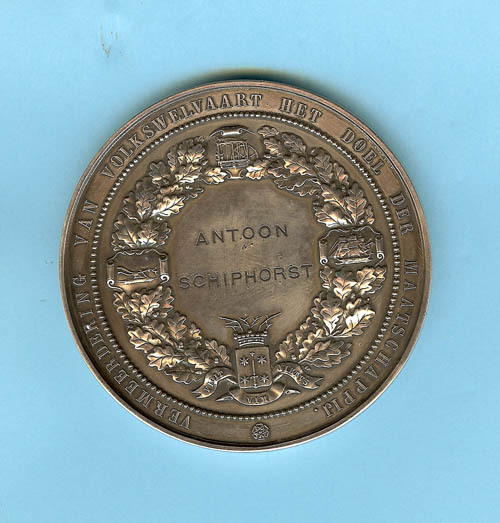 VERMEERDERING VAN VOLKSWELVAART HET DOEL DER MAATSCHAPPIJ.
ANTOON
SCHIPHORST